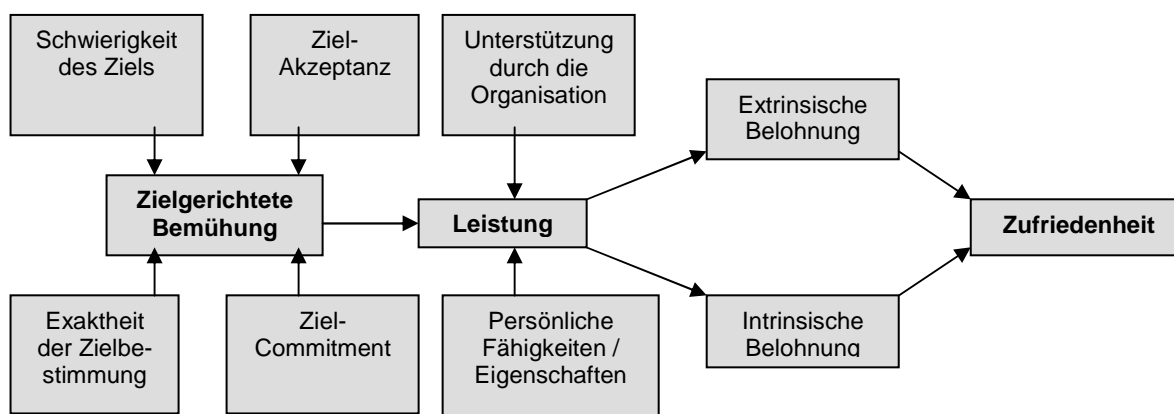 Schwierigkeit
des Ziels
Ziel-
Akzeptanz
Unterstützung
durch die
Organisation
Extrinsische
Belohnung
Zielgerichtete
Bemühung
Leistung
Zufriedenheit
Exaktheit
der Zielbe-
stimmung
Ziel-
Commitment
Persönliche
Fähigkeiten /
Eigenschaften
Intrinsische
Belohnung